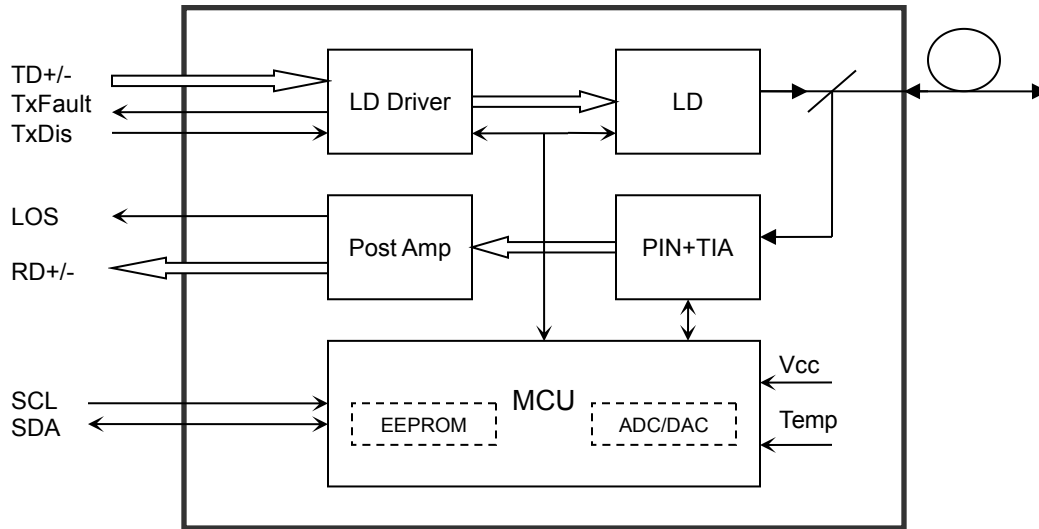 TD+/-
TxFault
TxDis
LD Driver
LD
LOS
RD+/-
Post Amp
PIN+TIA
SCL
SDA
MCU
EEPROM
ADC/DAC
Vcc
Temp